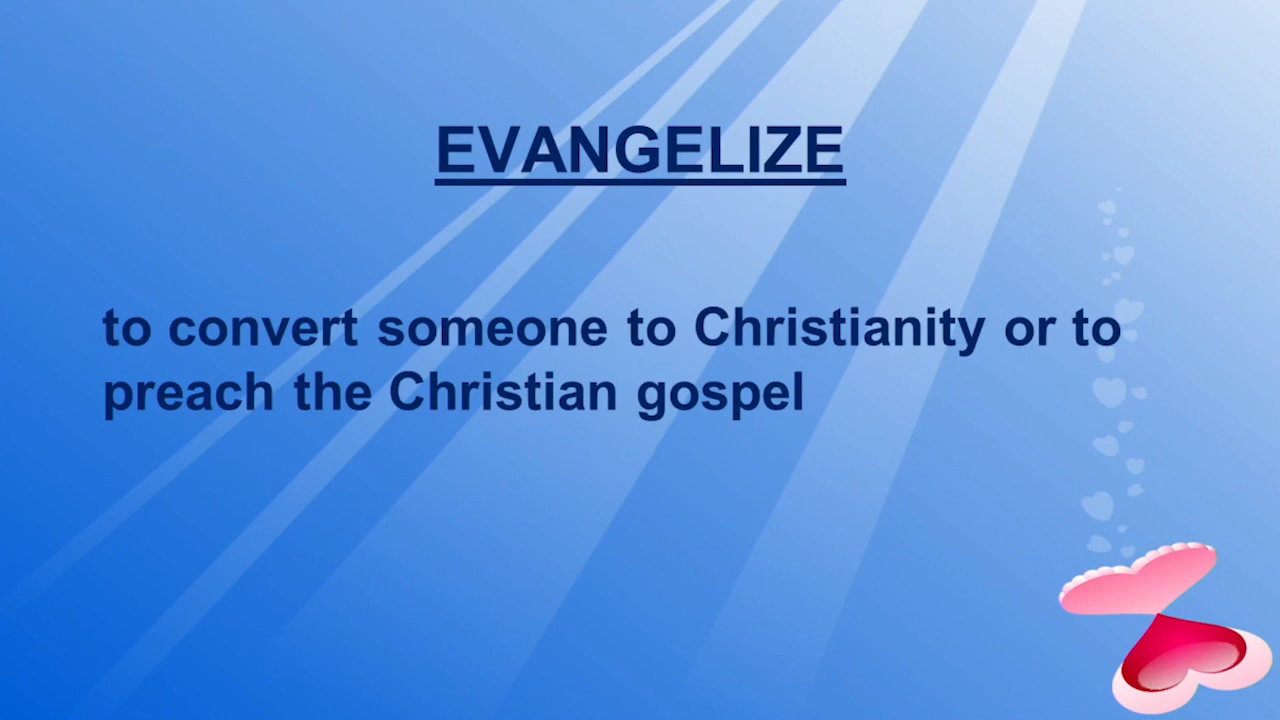 EVANGELIZE
to convert someone to Christianity or to
preach the Christian gospel